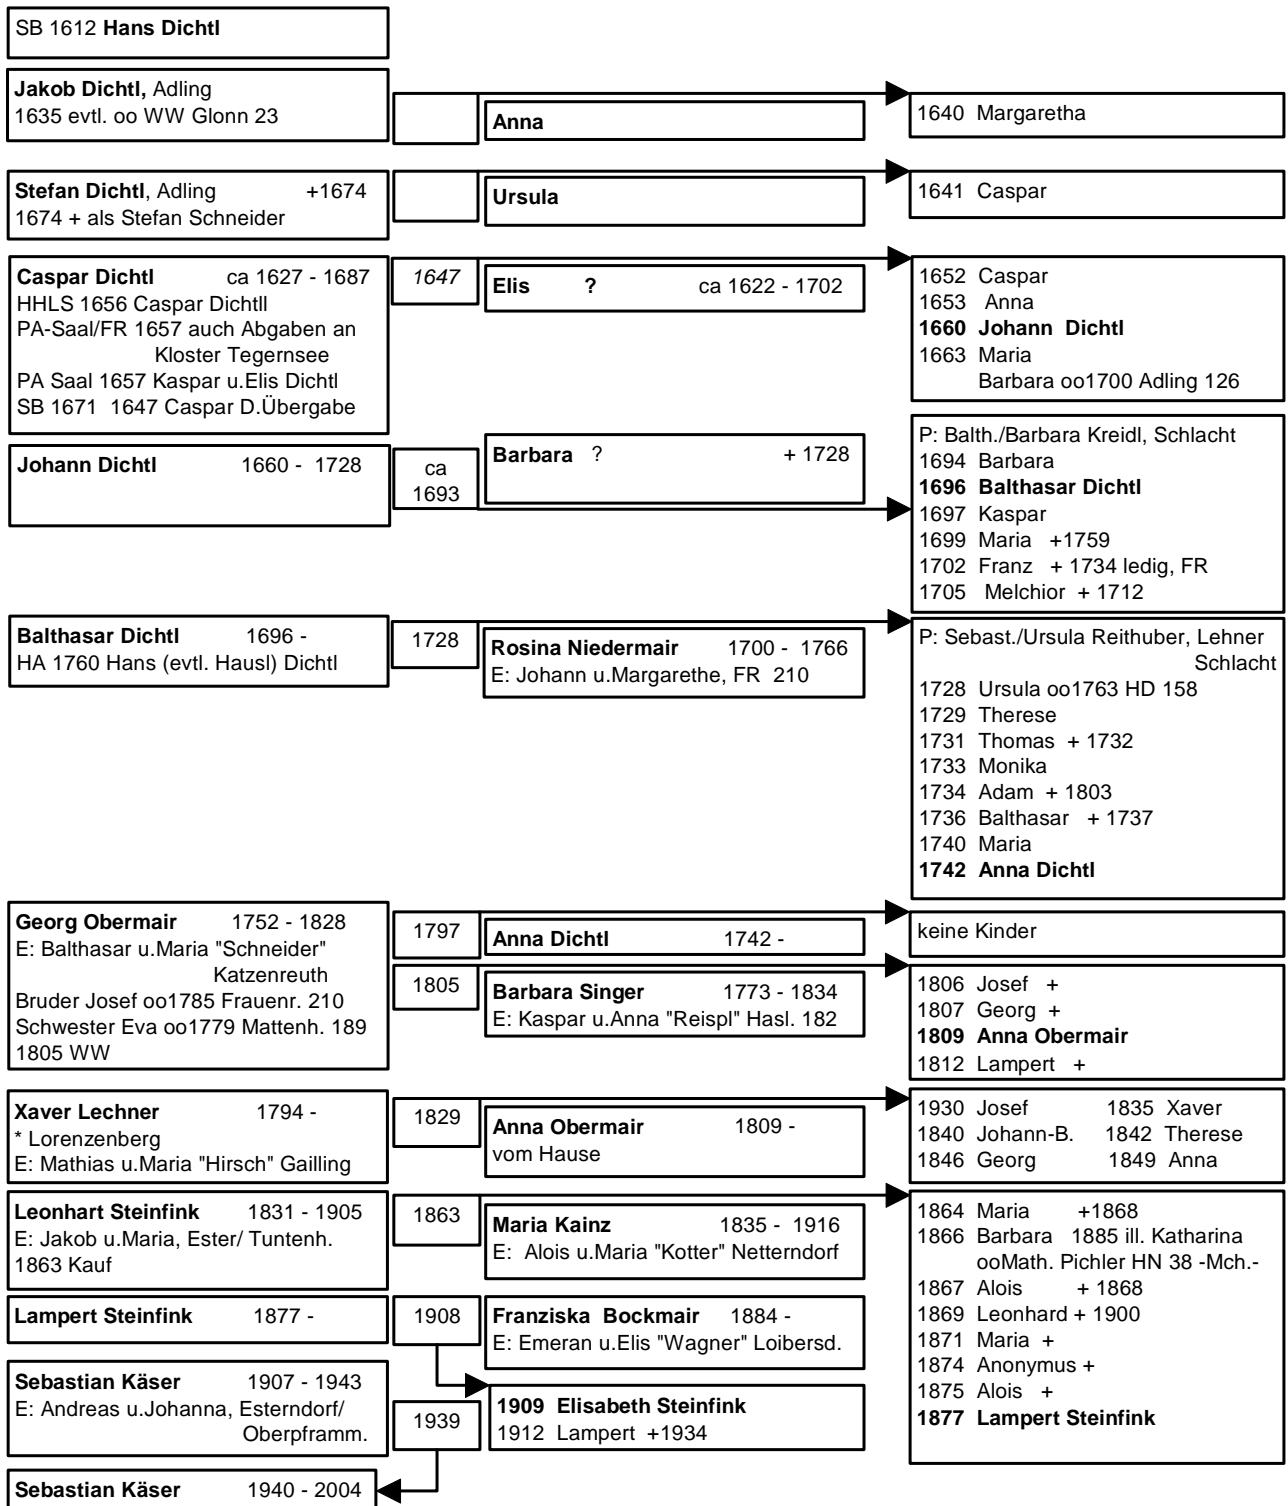 SB 1612 Hans Dichtl
Jakob Dichtl, Adling
1635 evtl. oo WW Glonn 23
Anna
1640 Margaretha
Stefan Dichtl, Adling +1674
1674 + als Stefan Schneider
Ursula
1641 Caspar
Caspar Dichtl ca 1627 - 1687
HHLS 1656 Caspar Dichtll
PA-Saal/FR 1657 auch Abgaben an
Kloster Tegernsee
PA Saal 1657 Kaspar u.Elis Dichtl
SB 1671 1647 Caspar D.Übergabe
1647
Elis ? ca 1622 - 1702
1652 Caspar
1653 Anna
1660 Johann Dichtl
1663 Maria
Barbara oo1700 Adling 126
Johann Dichtl 1660 - 1728
ca
1693
Barbara ? + 1728
P: Balth./Barbara Kreidl, Schlacht
1694 Barbara
1696 Balthasar Dichtl
1697 Kaspar
1699 Maria +1759
1702 Franz + 1734 ledig, FR
1705 Melchior + 1712
Balthasar Dichtl 1696 -
HA 1760 Hans (evtl. Hausl) Dichtl
1728
Rosina Niedermair 1700 - 1766
E: Johann u.Margarethe, FR 210
P: Sebast./Ursula Reithuber, Lehner
Schlacht
1728 Ursula oo1763 HD 158
1729 Therese
1731 Thomas + 1732
1733 Monika
1734 Adam + 1803
1736 Balthasar + 1737
1740 Maria
1742 Anna Dichtl
Georg Obermair 1752 - 1828
E: Balthasar u.Maria "Schneider"
Katzenreuth
Bruder Josef oo1785 Frauenr. 210
Schwester Eva oo1779 Mattenh. 189
1805 WW
1797
Anna Dichtl 1742 -
keine Kinder
1805
Barbara Singer 1773 - 1834
E: Kaspar u.Anna "Reispl" Hasl. 182
1806 Josef +
1807 Georg +
1809 Anna Obermair
1812 Lampert +
Xaver Lechner 1794 -
* Lorenzenberg
E: Mathias u.Maria "Hirsch" Gailling
1829
Anna Obermair 1809 -
vom Hause
1930 Josef 1835 Xaver
1840 Johann-B. 1842 Therese
1846 Georg 1849 Anna
Leonhart Steinfink 1831 - 1905
E: Jakob u.Maria, Ester/ Tuntenh.
1863 Kauf
1863
Maria Kainz 1835 - 1916
E: Alois u.Maria "Kotter" Netterndorf
1864 Maria +1868
1866 Barbara 1885 ill. Katharina
ooMath. Pichler HN 38 -Mch.-
1867 Alois + 1868
1869 Leonhard + 1900
1871 Maria +
1874 Anonymus +
1875 Alois +
1877 Lampert Steinfink
Lampert Steinfink 1877 -
1908
Franziska Bockmair 1884 -
E: Emeran u.Elis "Wagner" Loibersd.
1909 Elisabeth Steinfink
1912 Lampert +1934
Sebastian Käser 1907 - 1943
E: Andreas u.Johanna, Esterndorf/
Oberpframm.
1939
Sebastian Käser 1940 - 2004